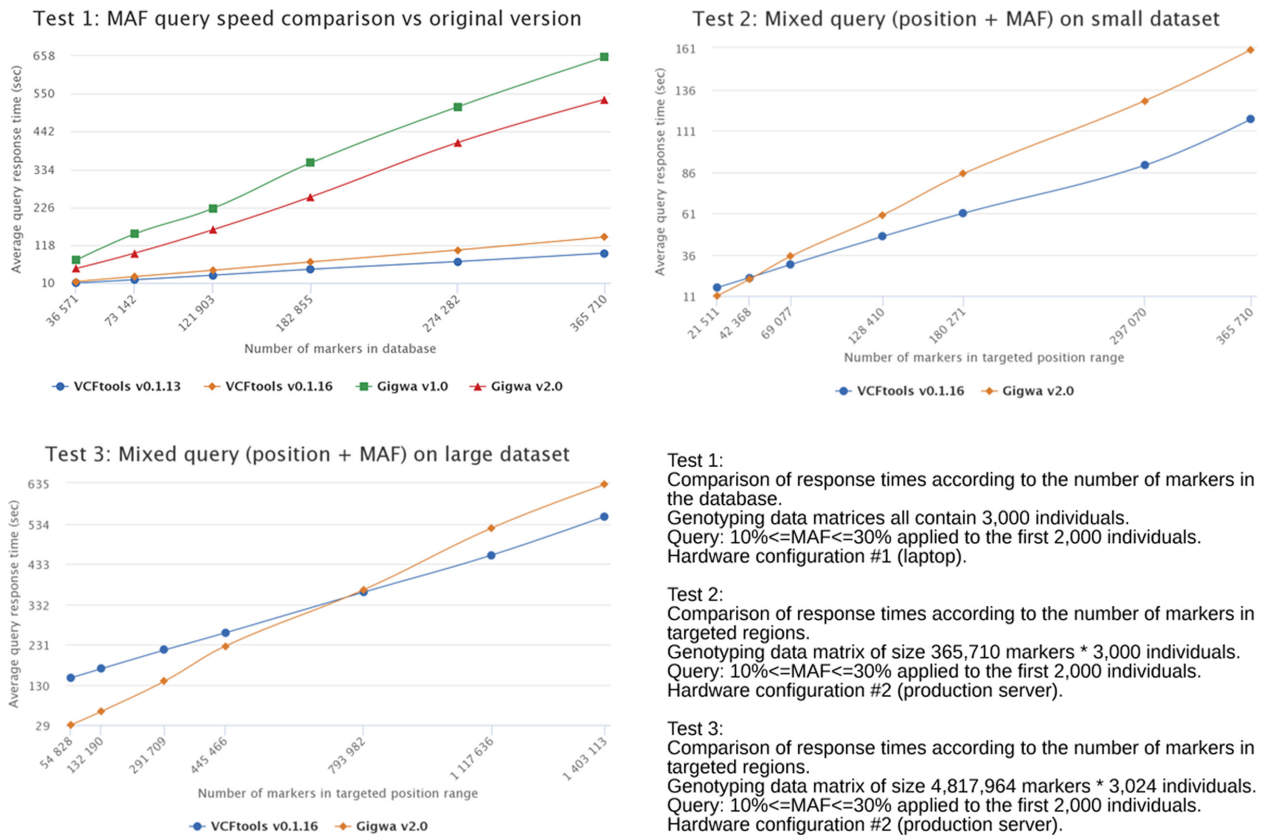 Test 1: MAF query speed comparison vs original version
Average query response time (sec)
658
550
442
334
226
118
10
36 571
73 142
121 903
182 855
274 282
365 710
Number of markers in database
VCFtools v0.1.13 VCFtools v0.1.16 Gigwa v1.0 Gigwa v2.0
Test 2: Mixed query (position + MAF) on small dataset
Average query response time (sec)
161
136
111
86
61
36
11
21 511
42 368
69 077
128 410
180 271
297 070
365 710
Number of markers in targeted position range
VCFtools v0.1.16 Gigwa v2.0
Test 3: Mixed query (position + MAF) on large dataset
Average query response time (sec)
635
534
433
332
231
130
29
54 828
132 190
291 709
445 466
793 982
1 117 636
1 403 113
Number of markers in targeted position range
VCFtools v0.1.16 Gigwa v2.0
Test 1:
Comparison of response times according to the number of markers in
the database.
Genotyping data matrices all contain 3,000 individuals.
Query: 10%<=MAF<=30% applied to the first 2,000 individuals.
Hardware configuration #1 (laptop).
Test 2:
Comparison of response times according to the number of markers in
targeted regions.
Genotyping data matrix of size 365,710 markers * 3,000 individuals.
Query: 10%<=MAF<=30% applied to the first 2,000 individuals.
Hardware configuration #2 (production server).
Test 3:
Comparison of response times according to the number of markers in
targeted regions.
Genotyping data matrix of size 4,817,964 markers * 3,024 individuals.
Query: 10%<=MAF<=30% applied to the first 2,000 individuals.
Hardware configuration #2 (production server).